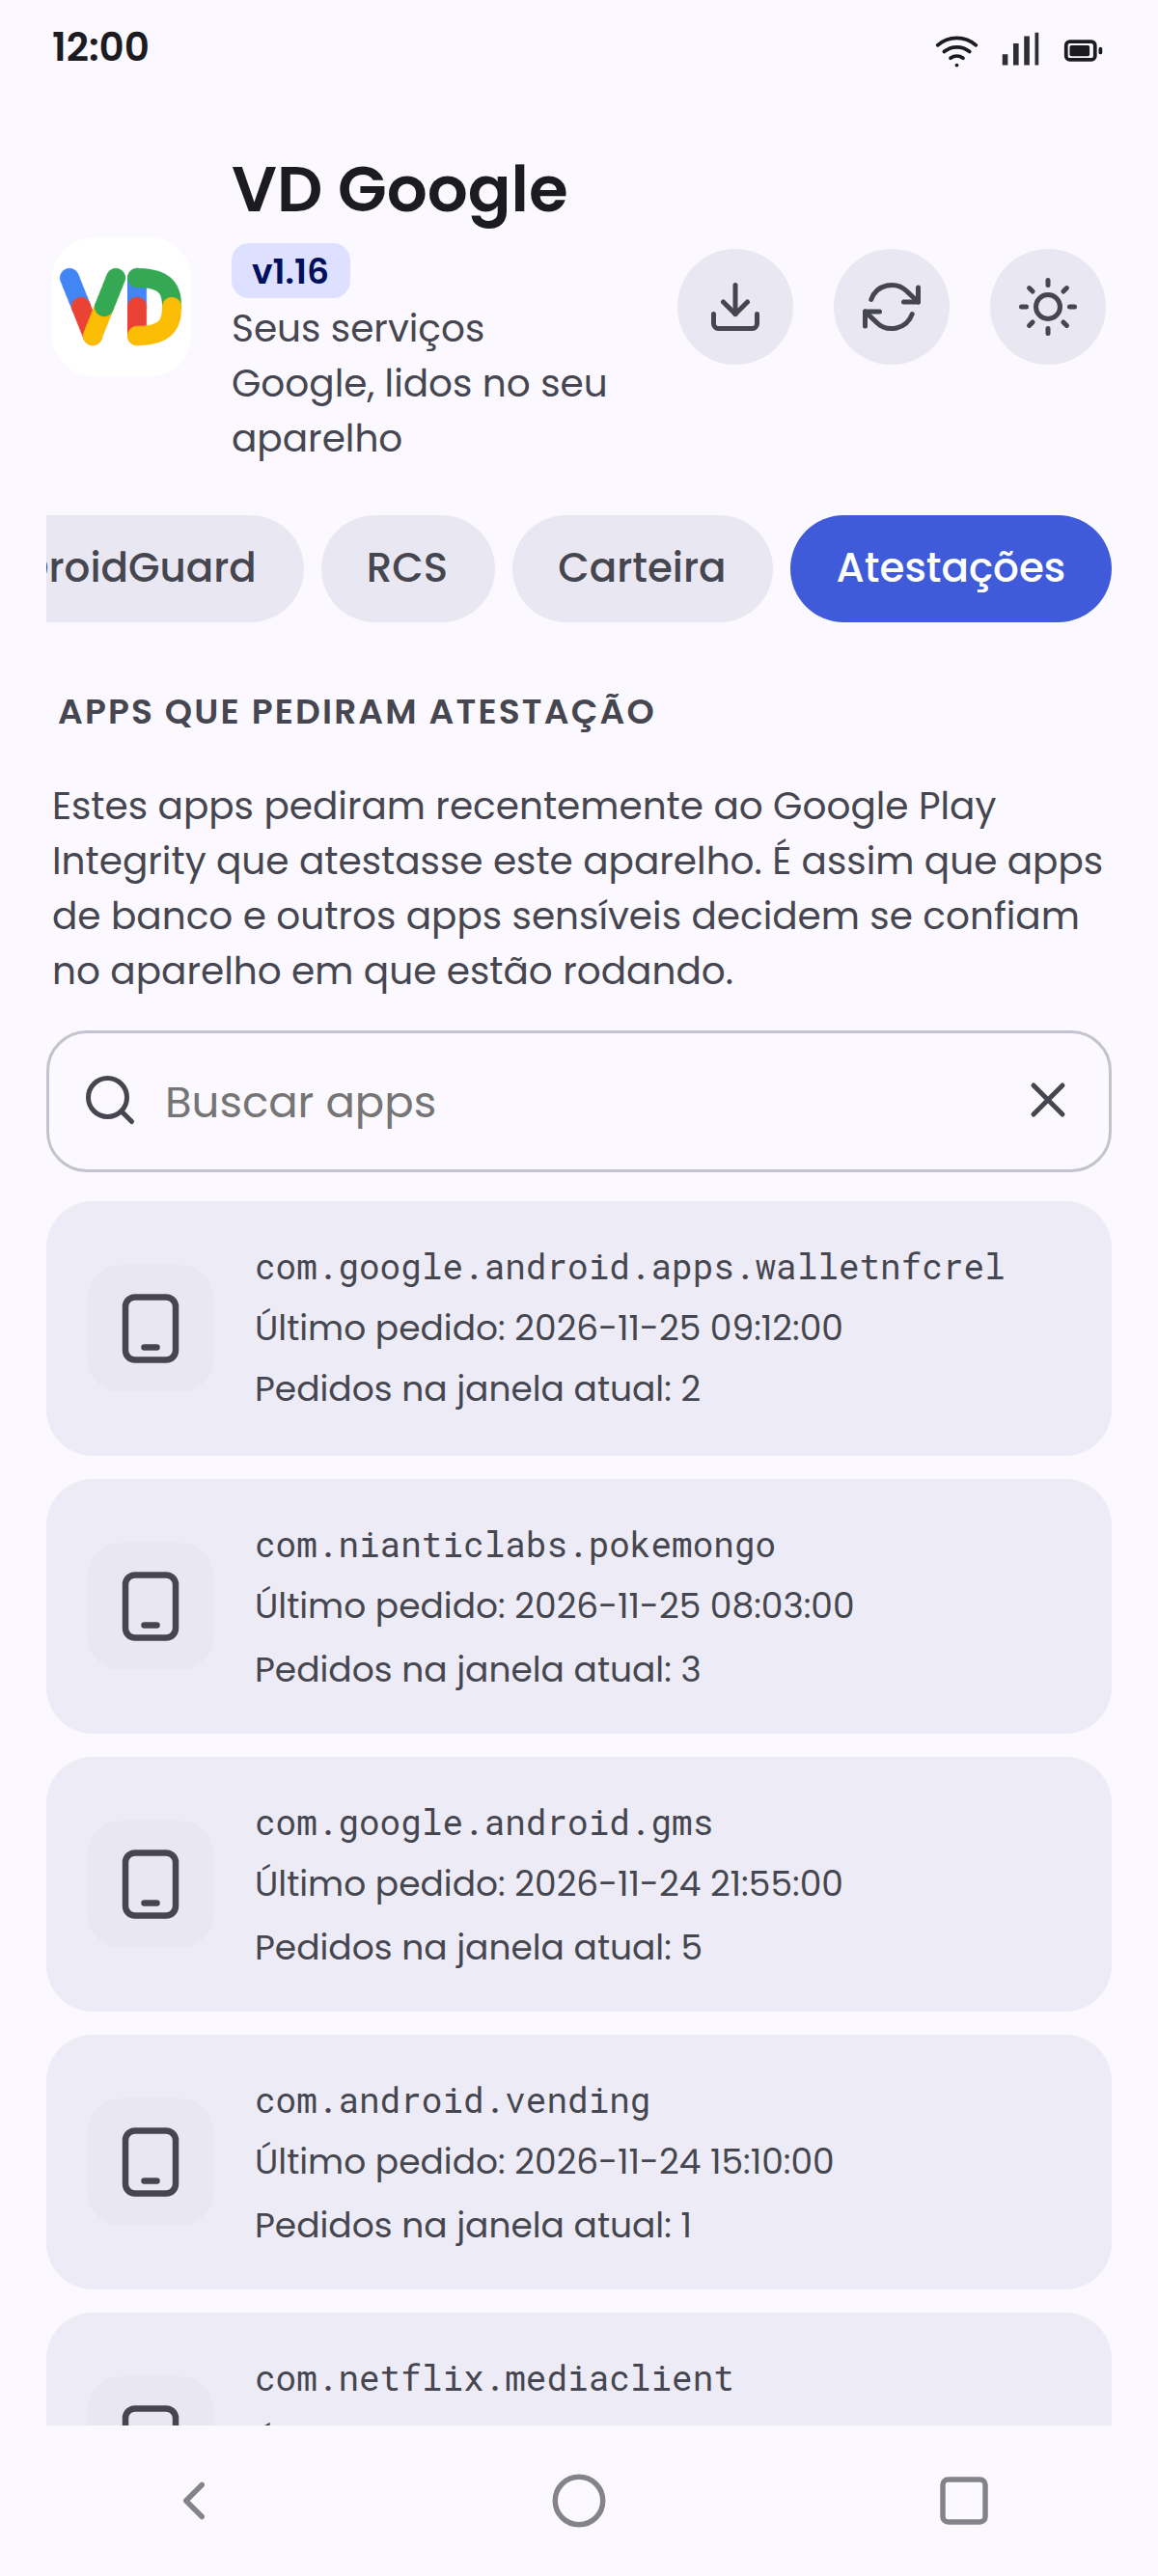 12:00
VD Google
VD
v1.16
Seus serviços
Google, lidos no seu
aparelho
roidGuard
RCS
Carteira
Atestações
APPS QUE PEDIRAM ATESTAÇÃO
Estes apps pediram recentemente ao Google Play
Integrity que atestasse este aparelho. É assim que apps
de banco e outros apps sensíveis decidem se confiam
no aparelho em que estão rodando.
Buscar apps
com.google.android.apps.walletnfcrel
Último pedido: 2026-11-25 09:12:00
Pedidos na janela atual: 2
com.nianticlabs.pokemongo
Último pedido: 2026-11-25 08:03:00
Pedidos na janela atual: 3
com.google.android.gms
Último pedido: 2026-11-24 21:55:00
Pedidos na janela atual: 5
com.android.vending
Último pedido: 2026-11-24 15:10:00
Pedidos na janela atual: 1
com.netflix.mediaclient